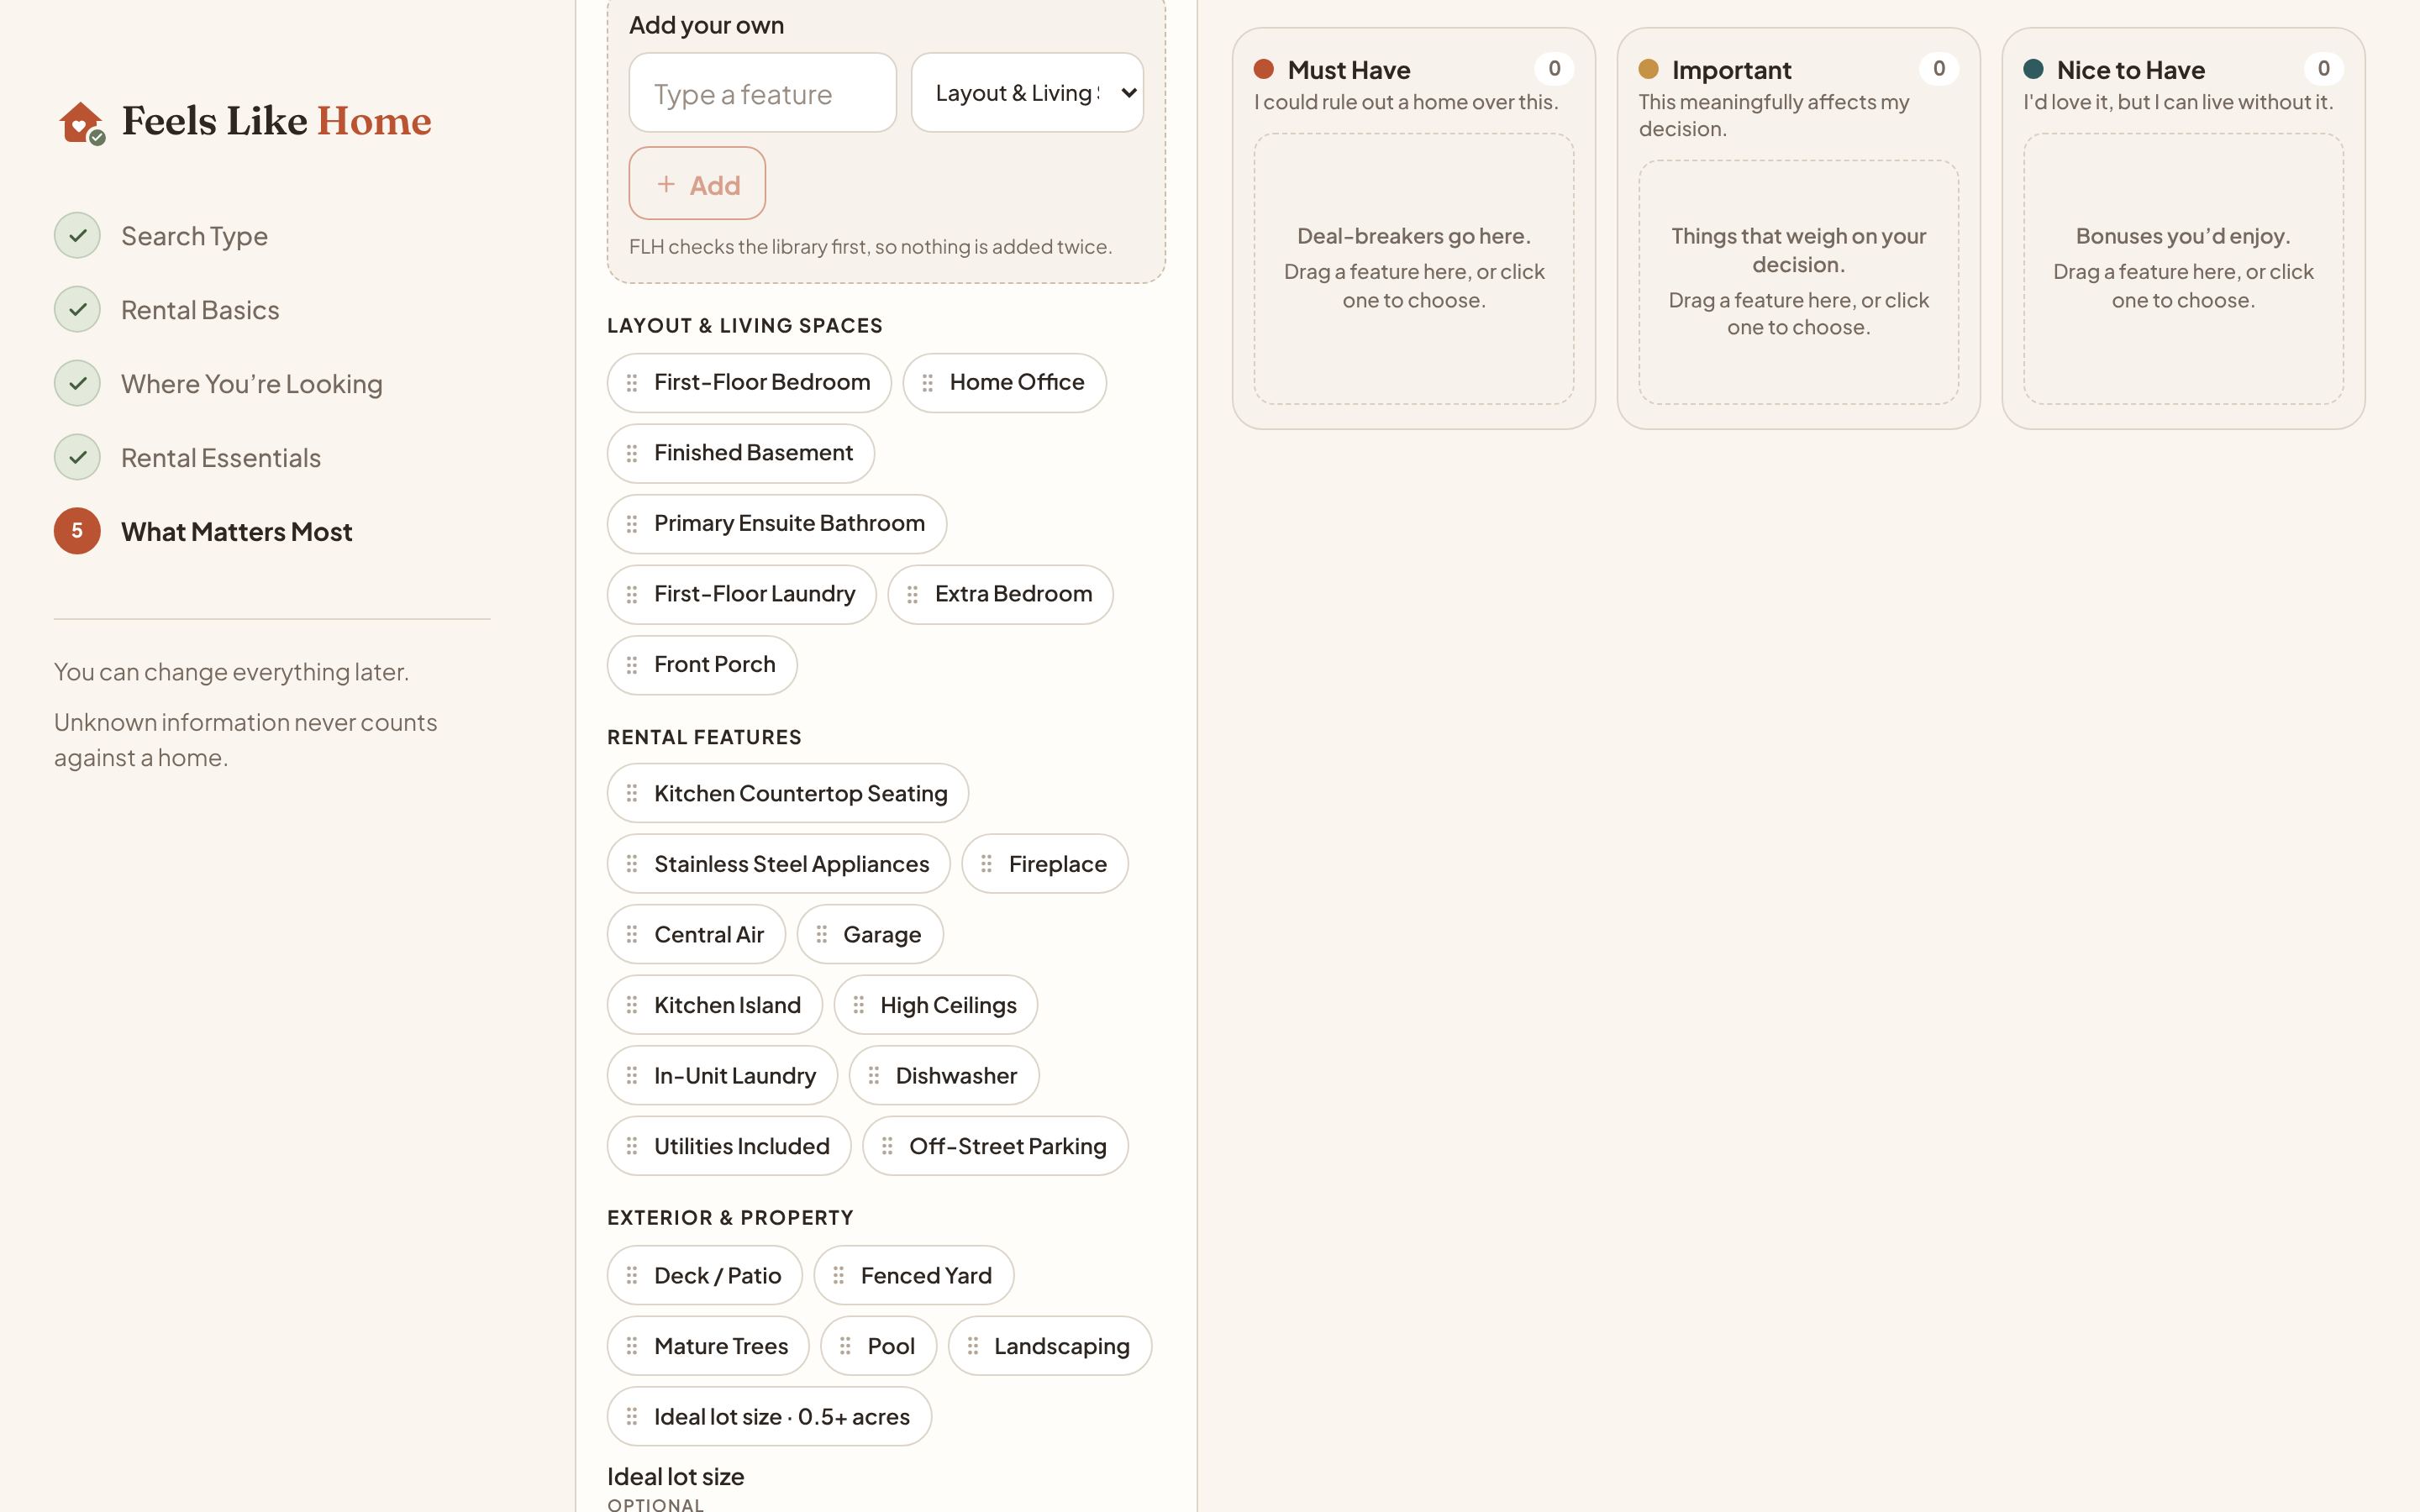 Feels Like Home
Search Type
Rental Basics
Where You’re Looking
Rental Essentials
5
What Matters Most
You can change everything later.
Unknown information never counts
against a home.
Add your own
Type a feature
Layout & Living
+ Add
FLH checks the library first, so nothing is added twice.
LAYOUT & LIVING SPACES
First-Floor Bedroom
Home Office
Finished Basement
Primary Ensuite Bathroom
First-Floor Laundry
Extra Bedroom
Front Porch
RENTAL FEATURES
Kitchen Countertop Seating
Stainless Steel Appliances
Fireplace
Central Air
Garage
Kitchen Island
High Ceilings
In-Unit Laundry
Dishwasher
Utilities Included
Off-Street Parking
EXTERIOR & PROPERTY
Deck / Patio
Fenced Yard
Mature Trees
Pool
Landscaping
Ideal lot size · 0.5+ acres
Ideal lot size
OPTIONAL
Must Have
0
I could rule out a home over this.
Deal-breakers go here.
Drag a feature here, or click
one to choose.
Important
0
This meaningfully affects my
decision.
Things that weigh on your
decision.
Drag a feature here, or click
one to choose.
Nice to Have
0
I'd love it, but I can live without it.
Bonuses you’d enjoy.
Drag a feature here, or click
one to choose.